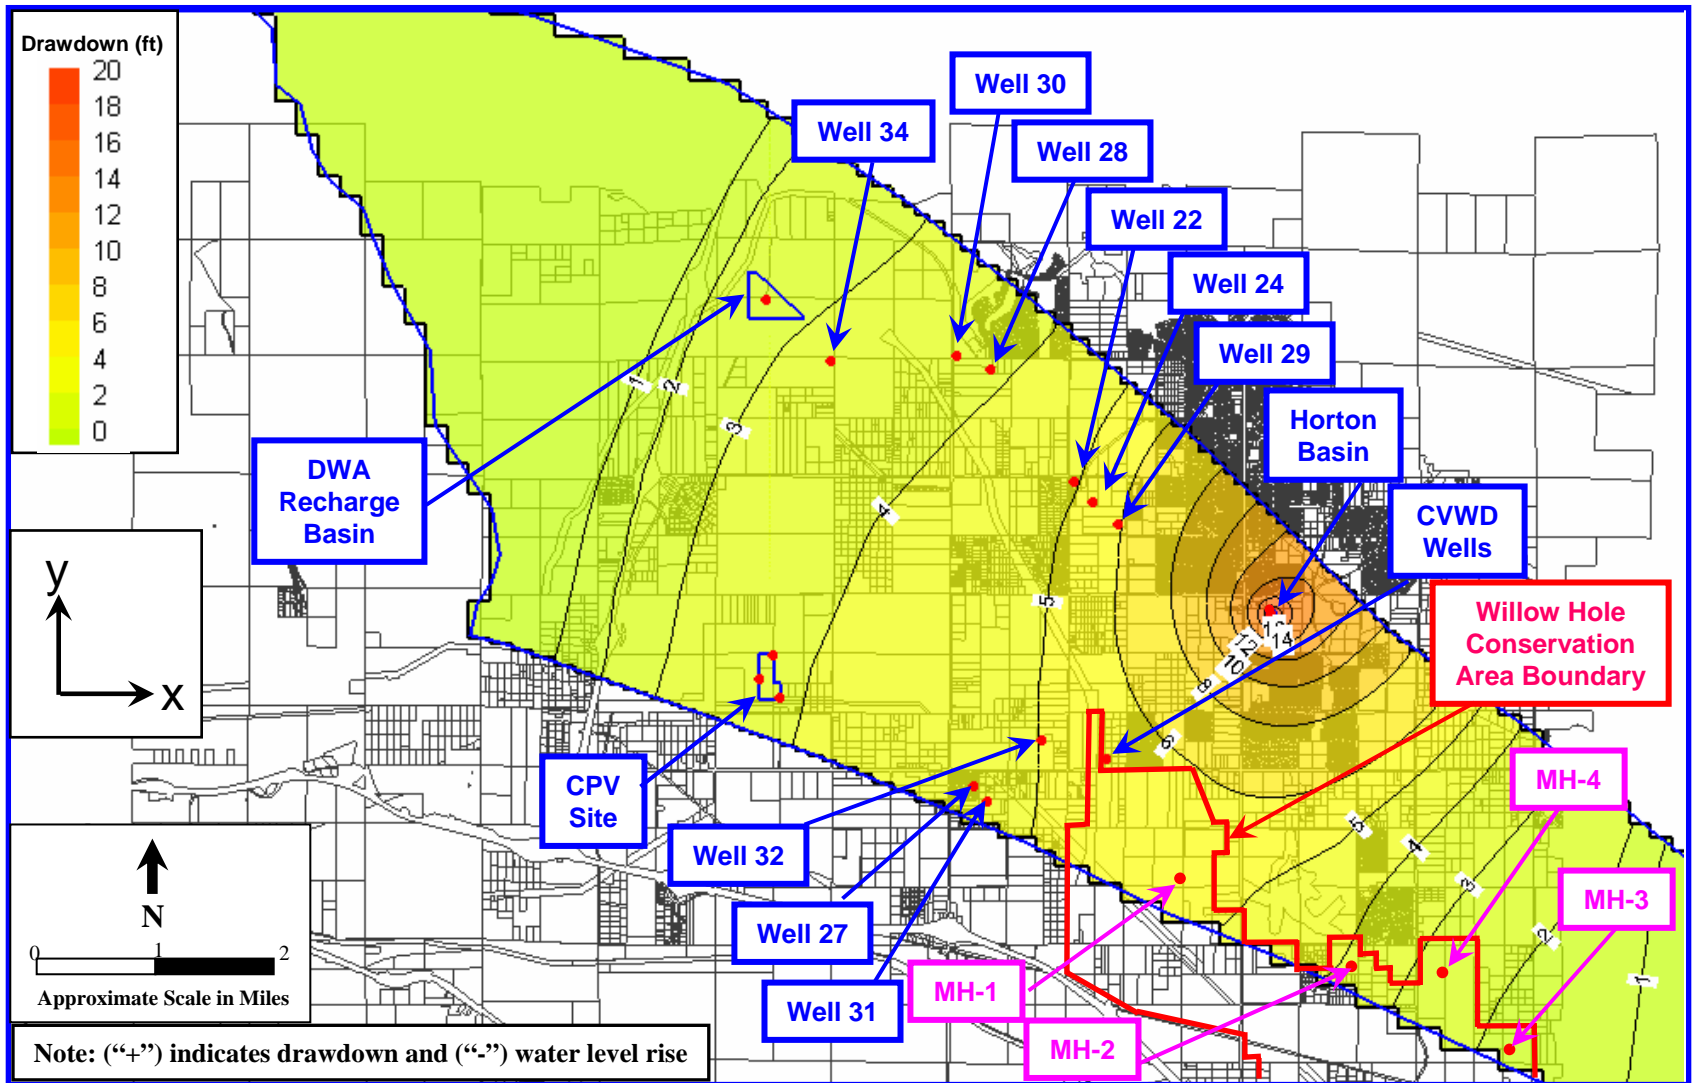 Drawdown (ft)
20
18
16
14
12
10
8
6
4
2
0
Well 30
Well 34
Well 28
Well 22
Well 24
Well 29
Horton
Basin
CVWD
Wells
DWA
Recharge
Basin
Willow Hole
Conservation
Area Boundary
1
2
3
4
5
6
8
10
12
14
5
4
3
2
1
y
x
CPV
Site
Well 32
Well 27
Well 31
MH-4
MH-3
MH-1
MH-2
N
0 1 2
Approximate Scale in Miles
Note: (“+”) indicates drawdown and (“-”) water level rise